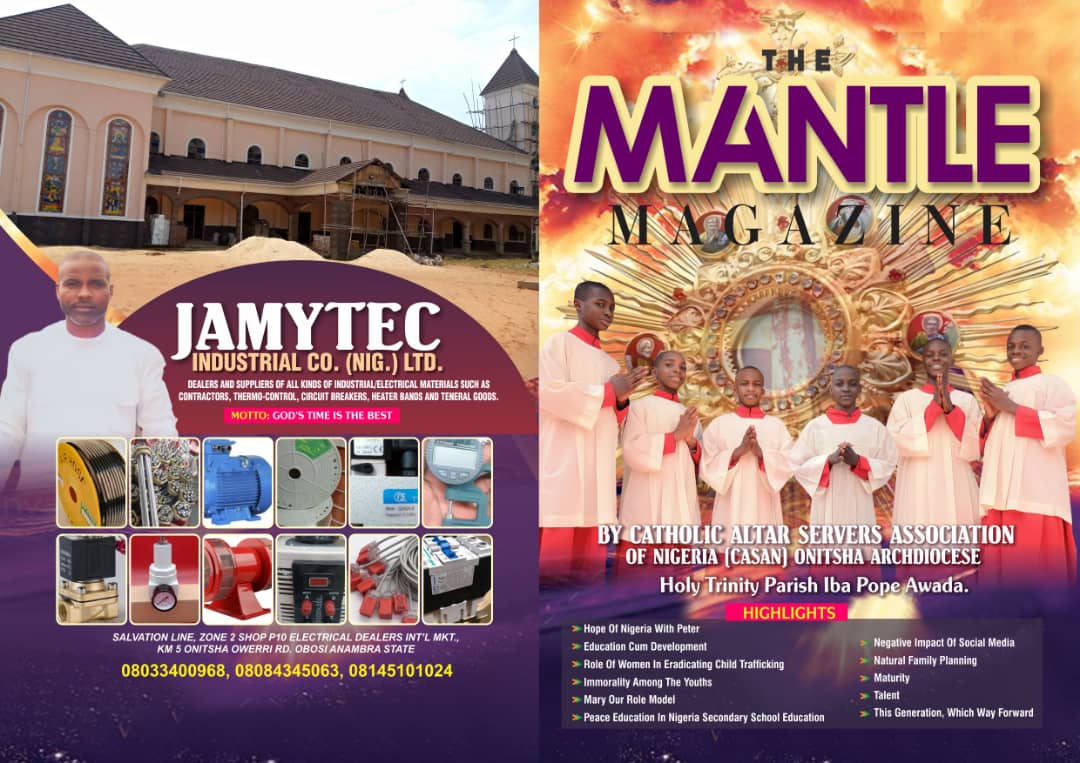 JAMYTEC
INDUSTRIAL CO. (NIG.) LTD.
DEALERS AND SUPPLIERS OF ALL KINDS OF INDUSTRIAL/ELECTRICAL MATERIALS SUCH AS
CONTRACTORS, THERMO-CONTROL, CIRCUIT BREAKERS, HEATER BANDS AND TENERAL GOODS.
MOTTO: GOD'S TIME IS THE BEST
SALVATION LINE, ZONE 2 SHOP P10 ELECTRICAL DEALERS INT'L MKT.,
KM 5 ONITSHA OWERRI RD. OBOSI ANAMBRA STATE
08033400968, 08084345063, 08145101024
THE
MANTLE
MAGAZINE
BY CATHOLIC ALTAR SERVERS ASSOCIATION
OF NIGERIA (CASAN) ONITSHA ARCHDIOCESE
Holy Trinity Parish Iba Pope Awada.
HIGHLIGHTS
Hope Of Nigeria With Peter
Education Cum Development
Role Of Women In Eradicating Child Trafficking
Immorality Among The Youths
Mary Our Role Model
Peace Education In Nigeria Secondary School Education
Negative Impact Of Social Media
Natural Family Planning
Maturity
Talent
This Generation, Which Way Forward